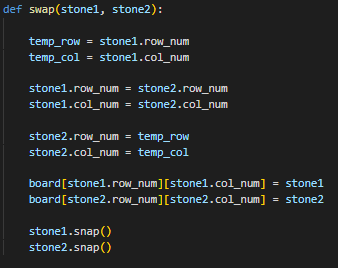 def swap(stone1, stone2):
temp_row = stone1.row_num
temp_col = stone1.col_num
stone1.row_num = stone2.row_num
stone1.col_num = stone2.col_num
stone2.row_num = temp_row
stone2.col_num = temp_col
board[stone1.row_num][stone1.col_num] = stone1
board[stone2.row_num][stone2.col_num] = stone2
stone1.snap()
stone2.snap()